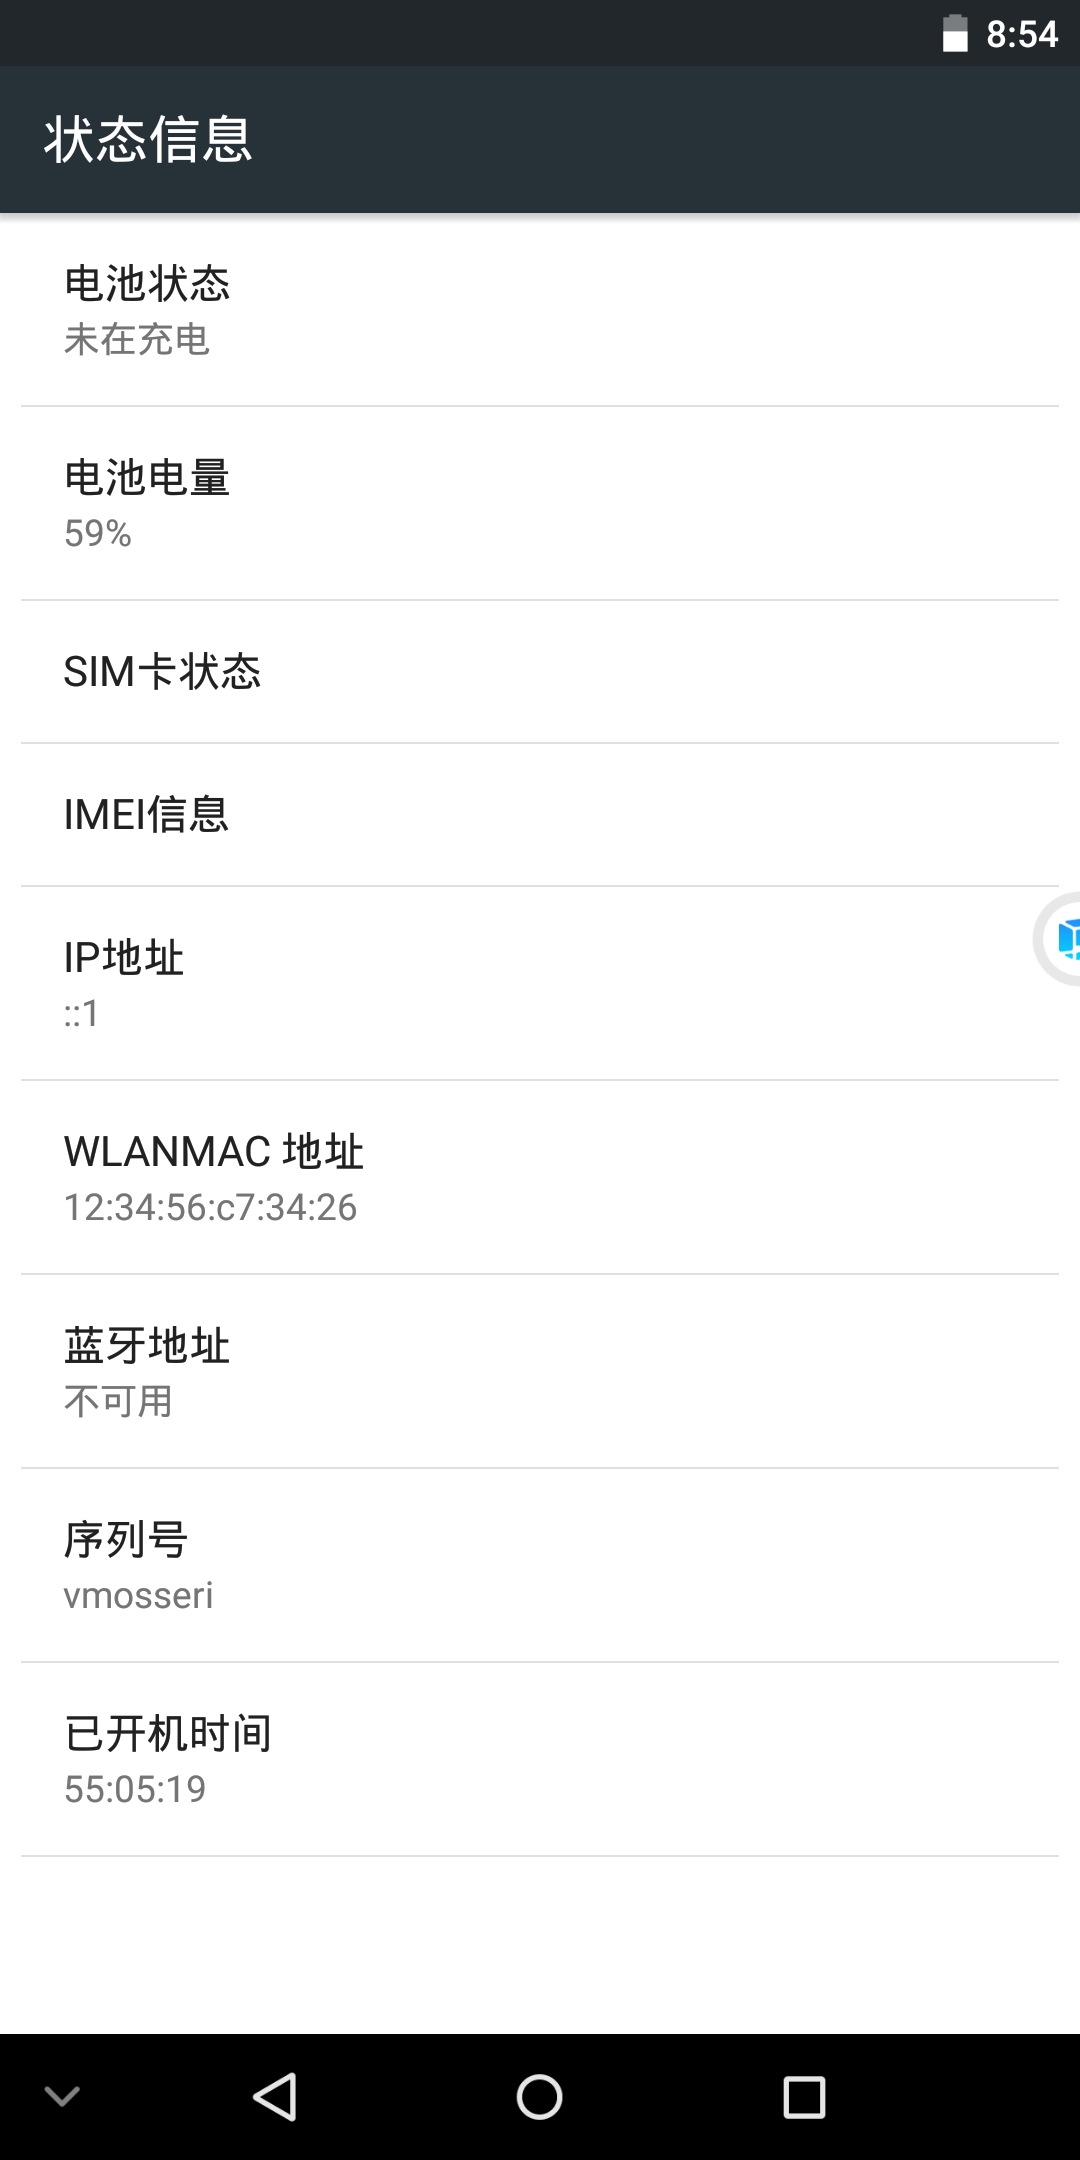 8:54
状态信息
电池状态
未在充电
电池电量
59%
SIM卡状态
IMEI信息
IP地址
::1
WLANMAC 地址
12:34:56:c7:34:26
蓝牙地址
不可用
序列号
vmosseri
已开机时间
55:05:19